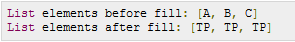 List elements before fill: [A, B, C]
List elements after fill: [TP, TP, TP]